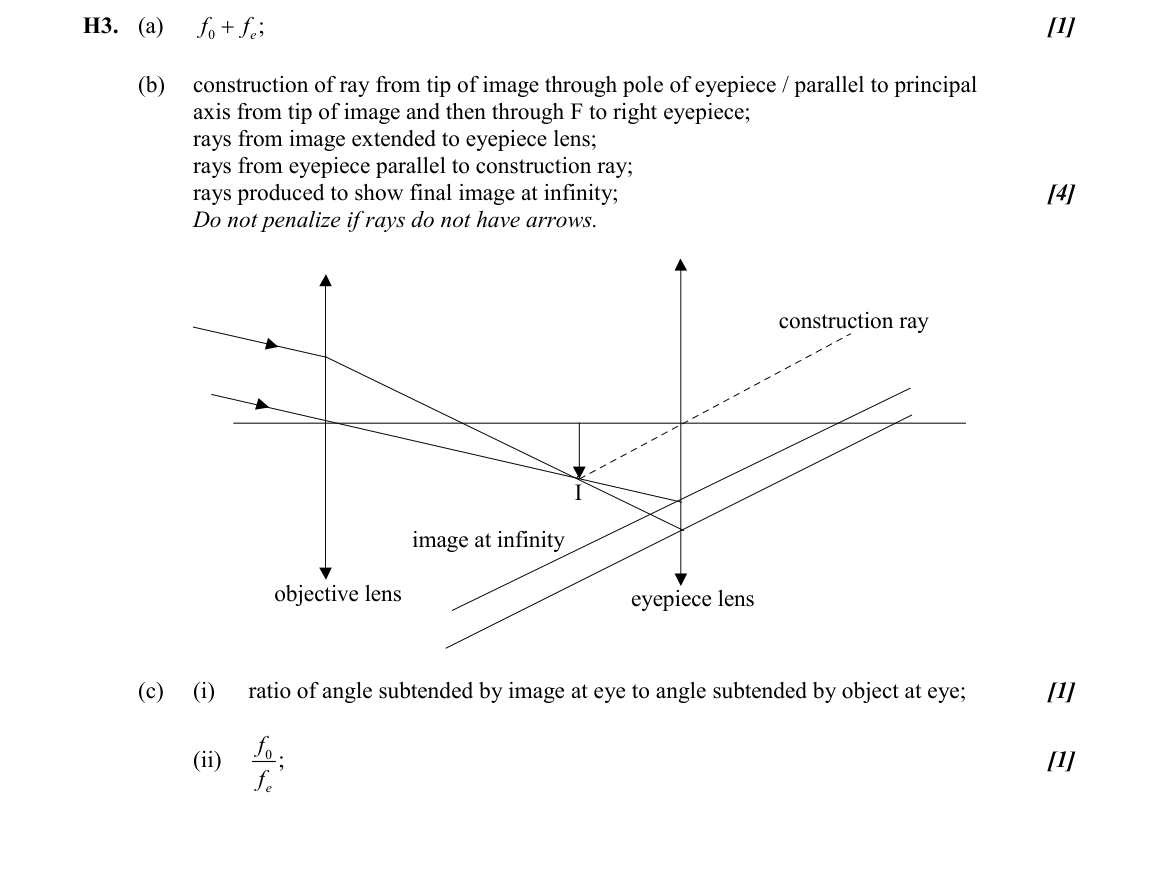 H3. (a) f₀ + fₑ; [1]
(b) construction of ray from tip of image through pole of eyepiece / parallel to principal
axis from tip of image and then through F to right eyepiece;
rays from image extended to eyepiece lens;
rays from eyepiece parallel to construction ray;
rays produced to show final image at infinity; [4]
Do not penalize if rays do not have arrows.
construction ray
I
image at infinity
objective lens
eyepiece lens
(c) (i) ratio of angle subtended by image at eye to angle subtended by object at eye; [1]
(ii) f₀/fₑ; [1]